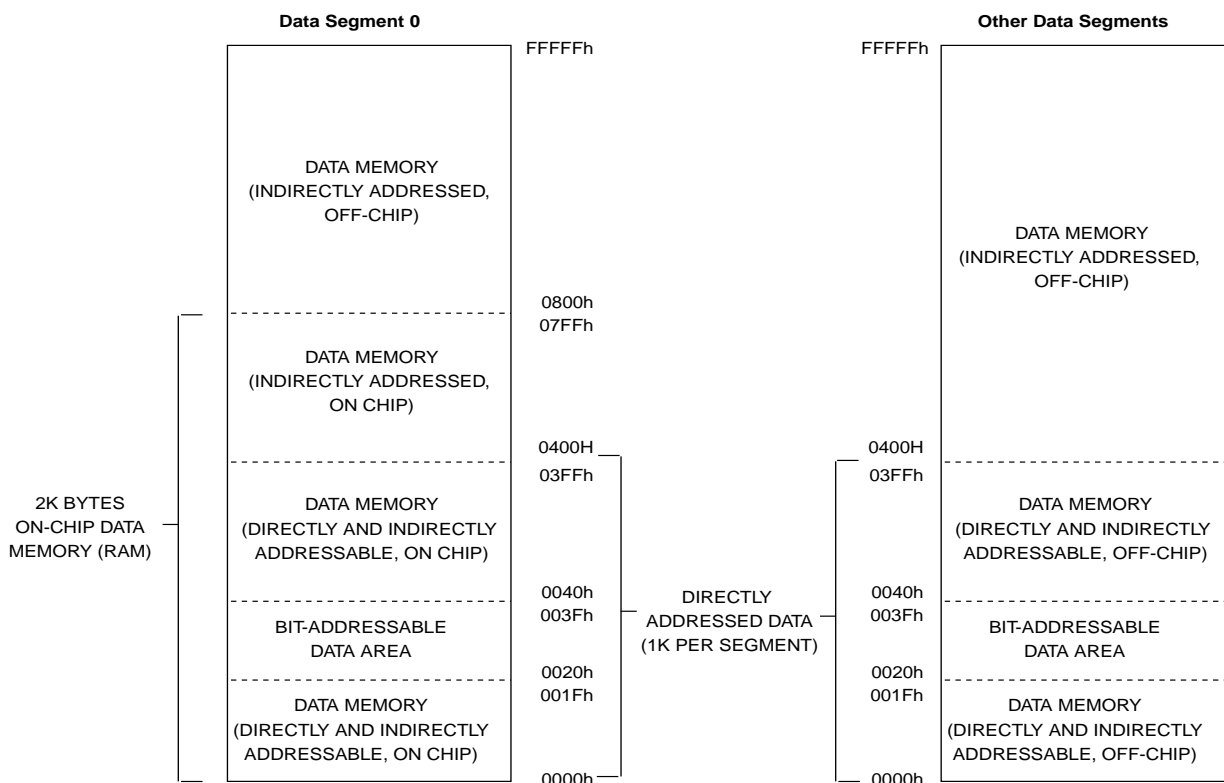 Data Segment 0
FFFFFh
DATA MEMORY
(INDIRECTLY ADDRESSED,
OFF-CHIP)
0800h
07FFh
DATA MEMORY
(INDIRECTLY ADDRESSED,
ON CHIP)
0400H
03FFh
2K BYTES
ON-CHIP DATA
MEMORY (RAM)
DATA MEMORY
(DIRECTLY AND INDIRECTLY
ADDRESSABLE, ON CHIP)
0040h
003Fh
BIT-ADDRESSABLE
DATA AREA
0020h
001Fh
DATA MEMORY
(DIRECTLY AND INDIRECTLY
ADDRESSABLE, ON CHIP)
0000h
DIRECTLY
ADDRESSED DATA
(1K PER SEGMENT)
Other Data Segments
FFFFFh
DATA MEMORY
(INDIRECTLY ADDRESSED,
OFF-CHIP)
0400H
03FFh
DATA MEMORY
(DIRECTLY AND INDIRECTLY
ADDRESSABLE, OFF-CHIP)
0040h
003Fh
BIT-ADDRESSABLE
DATA AREA
0020h
001Fh
DATA MEMORY
(DIRECTLY AND INDIRECTLY
ADDRESSABLE, OFF-CHIP)
0000h